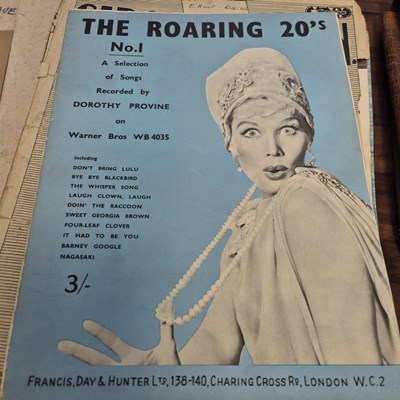 THE ROARING 20's
No.1
A Selection
of Songs
Recorded by
DOROTHY PROVINE
on
Warner Bros WB 4035
Including
DON'T BRING LULU
BYE BYE BLACKBIRD
THE WHISPER SONG
LAUGH CLOWN, LAUGH
DOIN' THE RACCOON
SWEET GEORGIA BROWN
FOUR-LEAF CLOVER
IT HAD TO BE YOU
BARNEY GOOGLE
NAGASAKI
3/-
FRANCIS, DAY & HUNTER LTD, 138-140, CHARING CROSS RD, LONDON W.C.2